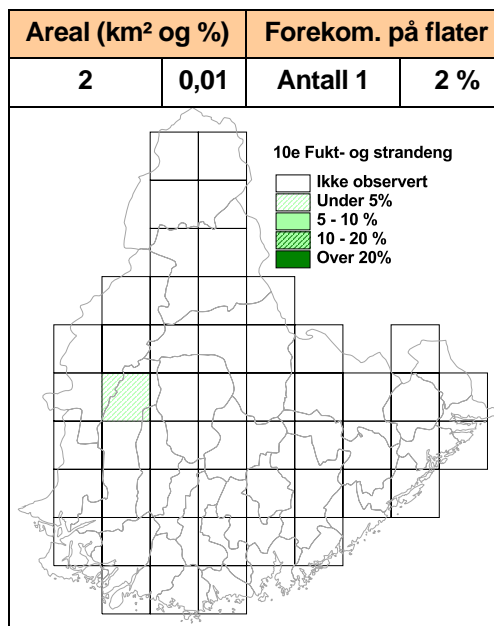 Areal (km² og %) Forekom. på flater
2 0,01 Antall 1 2 %
10e Fukt- og strandeng
Ikke observert
Under 5%
5 - 10 %
10 - 20 %
Over 20%